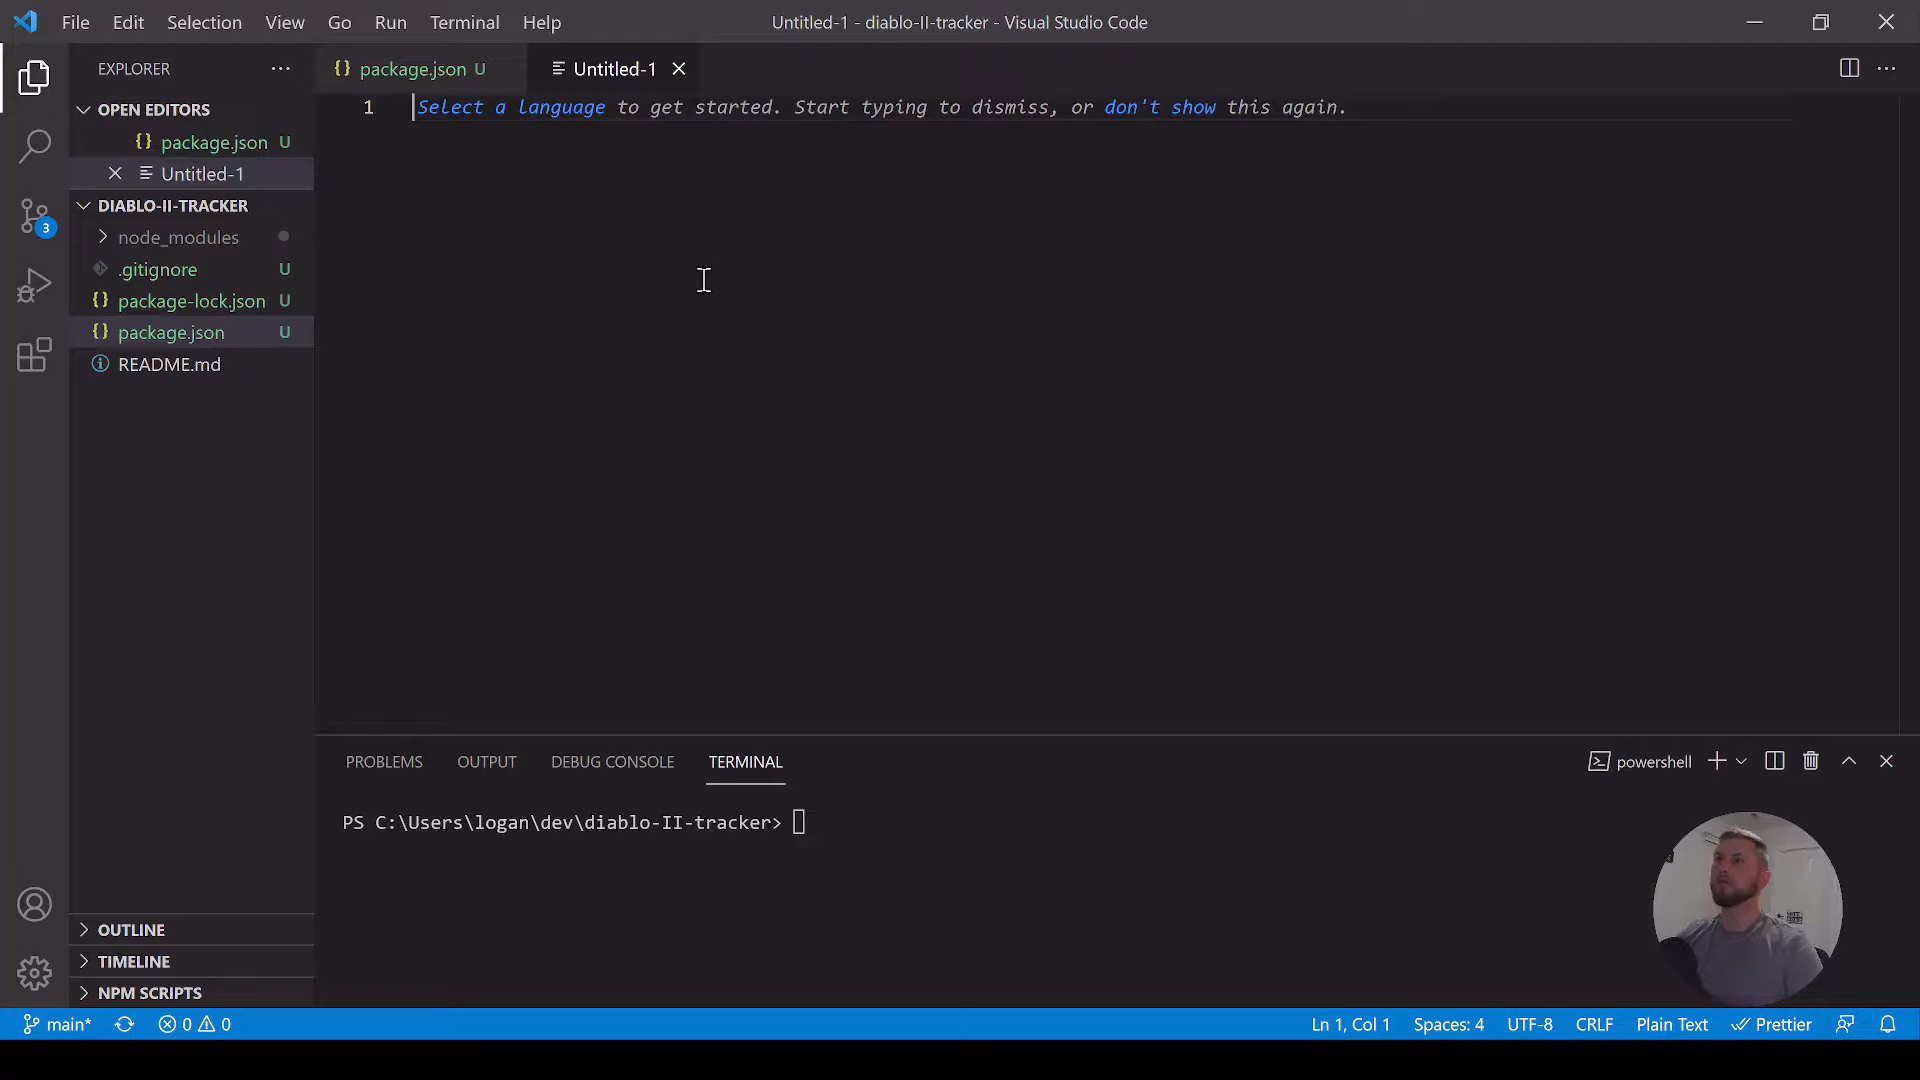 File Edit Selection View Go Run Terminal Help
Untitled-1 - diablo-II-tracker - Visual Studio Code
EXPLORER
package.json U
Untitled-1
OPEN EDITORS
package.json U
Untitled-1
DIABLO-II-TRACKER
node_modules
.gitignore U
package-lock.json U
package.json U
README.md
OUTLINE
TIMELINE
NPM SCRIPTS
3
1 Select a language to get started. Start typing to dismiss, or don't show this again.
PROBLEMS OUTPUT DEBUG CONSOLE TERMINAL
powershell
PS C:\Users\logan\dev\diablo-II-tracker>
main* 0 0
Ln 1, Col 1 Spaces: 4 UTF-8 CRLF Plain Text Prettier